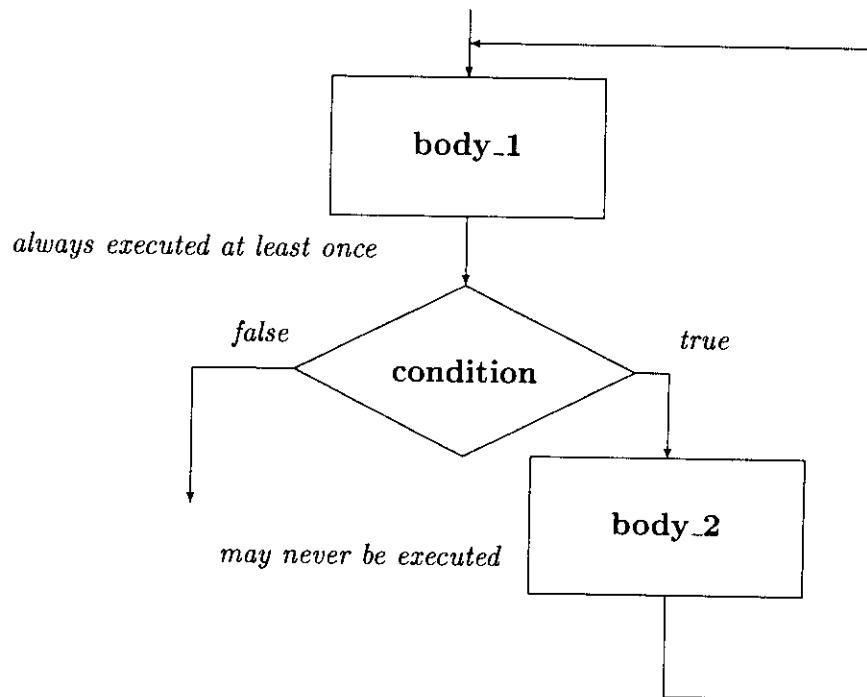 body_1
always executed at least once
false
true
condition
body_2
may never be executed